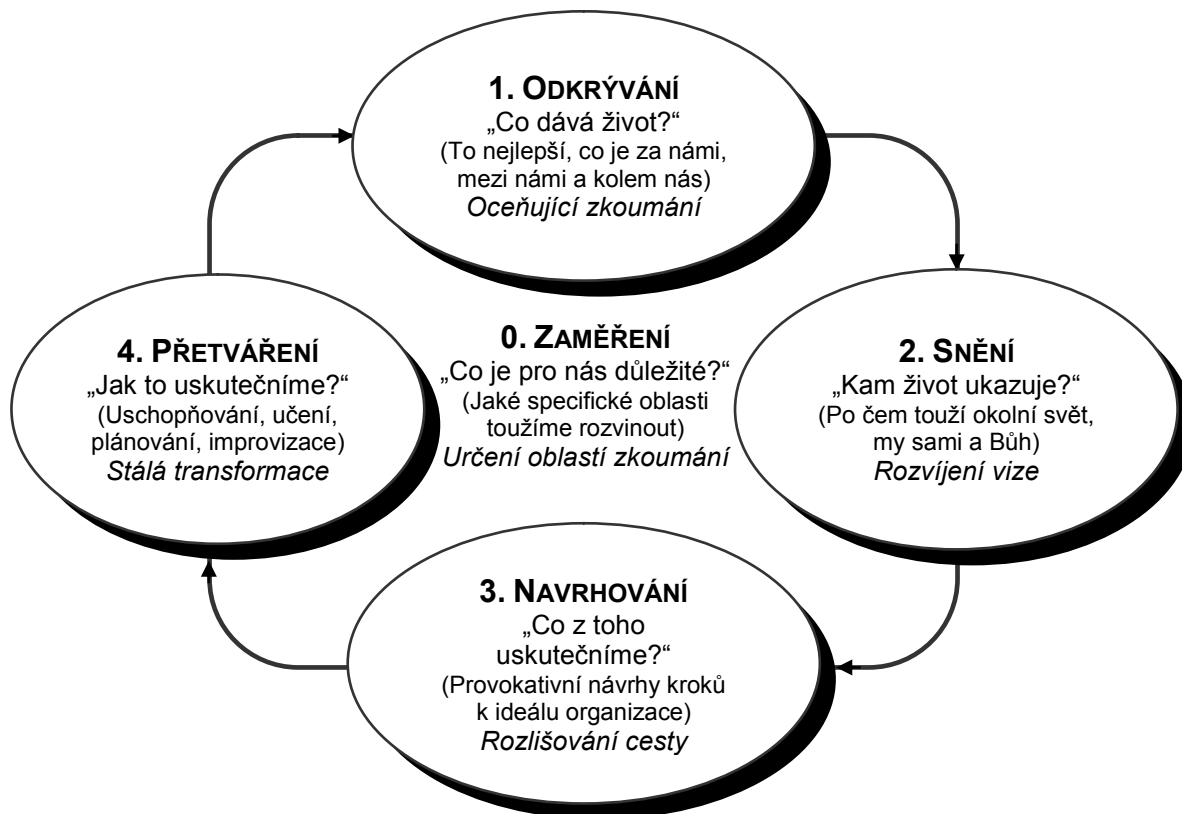 1. ODKRÝVÁNÍ
„Co dává život?“
(To nejlepší, co je za námi,
mezi námi a kolem nás)
Oceňující zkoumání
0. ZAMĚŘENÍ
„Co je pro nás důležité?“
(Jaké specifické oblasti
toužíme rozvinout)
Určení oblastí zkoumání
2. SNĚNÍ
„Kam život ukazuje?“
(Po čem touží okolní svět,
my sami a Bůh)
Rozvíjení vize
3. NAVRHOVÁNÍ
„Co z toho
uskutečníme?“
(Provokativní návrhy kroků
k ideálu organizace)
Rozlišování cesty
4. PŘETVÁŘENÍ
„Jak to uskutečníme?“
(Uschopňování, učení,
plánování, improvizace)
Stálá transformace